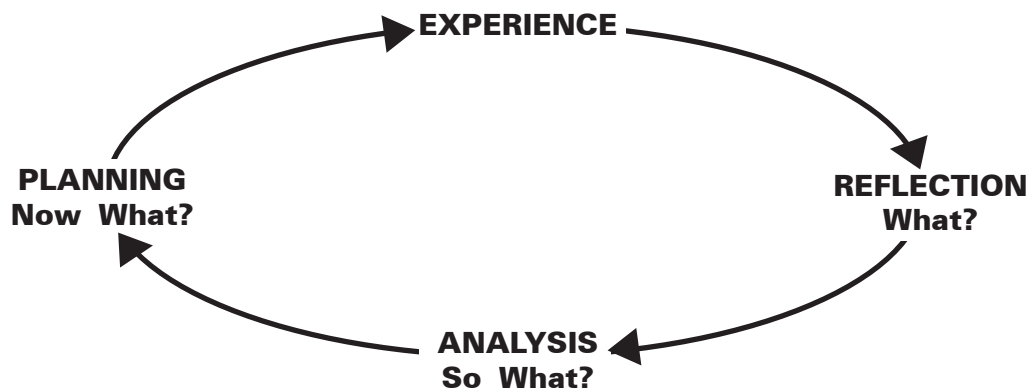 EXPERIENCE
REFLECTION
What?
ANALYSIS
So What?
PLANNING
Now What?